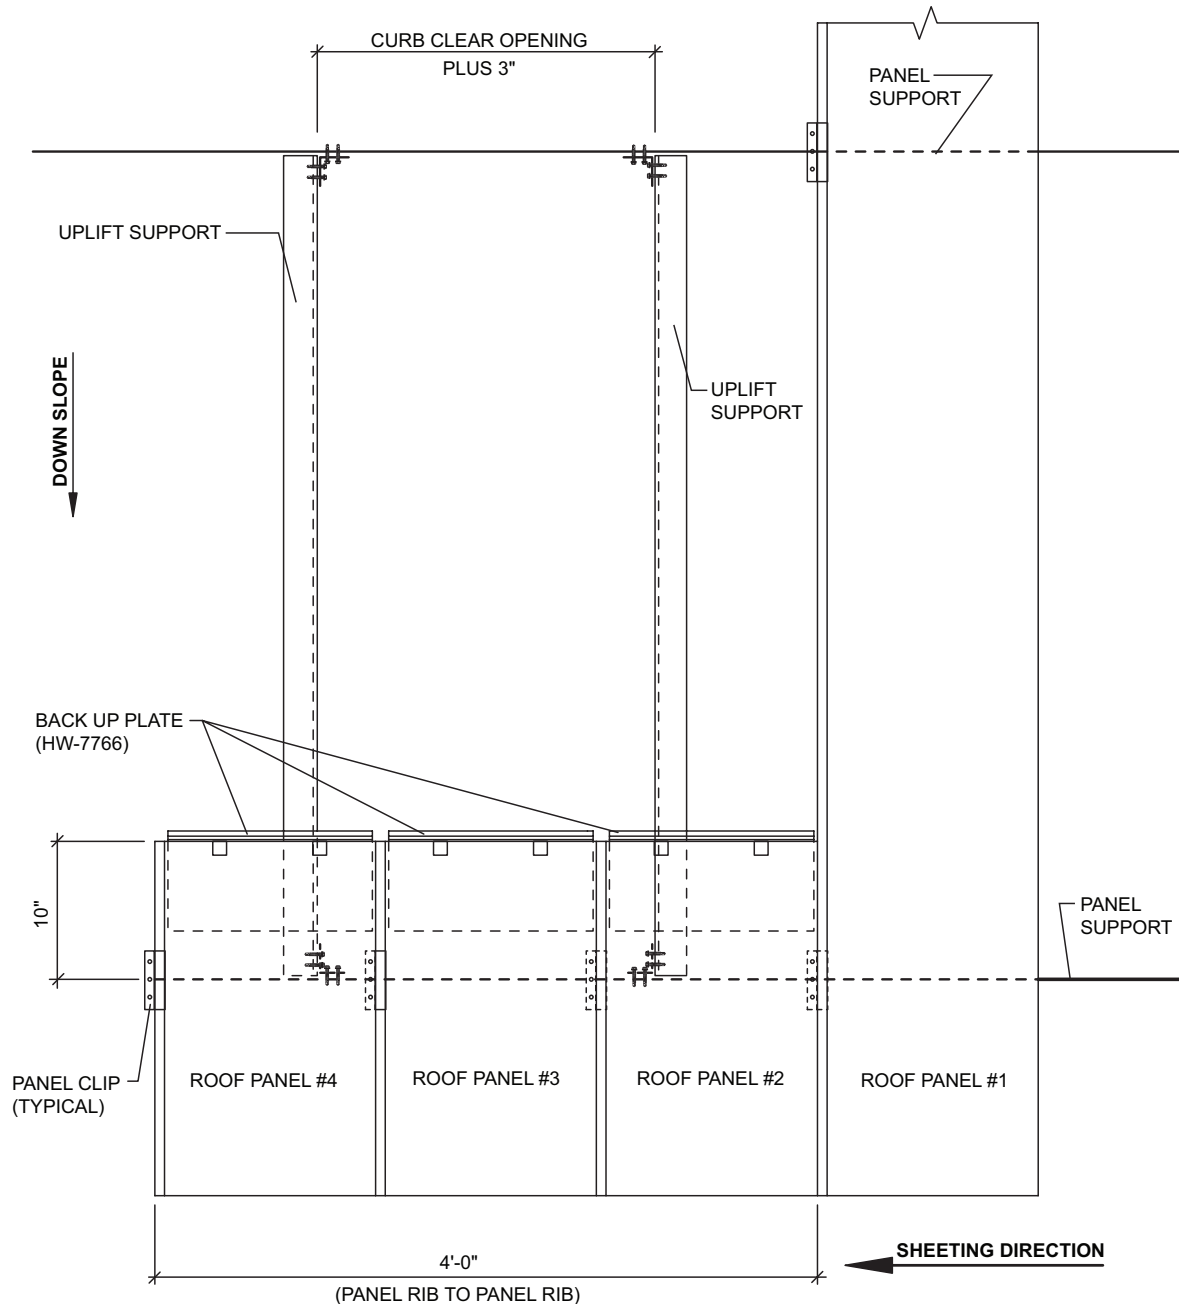 CURB CLEAR OPENING
PLUS 3"
PANEL
SUPPORT
UPLIFT SUPPORT
DOWN SLOPE
UPLIFT
SUPPORT
BACK UP PLATE
(HW-7766)
10"
PANEL
SUPPORT
PANEL CLIP
(TYPICAL)
ROOF PANEL #4
ROOF PANEL #3
ROOF PANEL #2
ROOF PANEL #1
4'-0"
(PANEL RIB TO PANEL RIB)
SHEETING DIRECTION